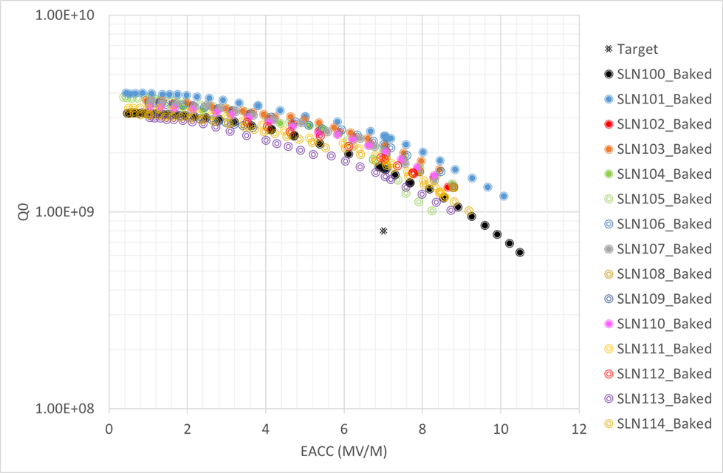 1.00E+10
1.00E+09
1.00E+08
Q0
0 2 4 6 8 10 12
EACC (MV/M)
Target
SLN100_Baked
SLN101_Baked
SLN102_Baked
SLN103_Baked
SLN104_Baked
SLN105_Baked
SLN106_Baked
SLN107_Baked
SLN108_Baked
SLN109_Baked
SLN110_Baked
SLN111_Baked
SLN112_Baked
SLN113_Baked
SLN114_Baked